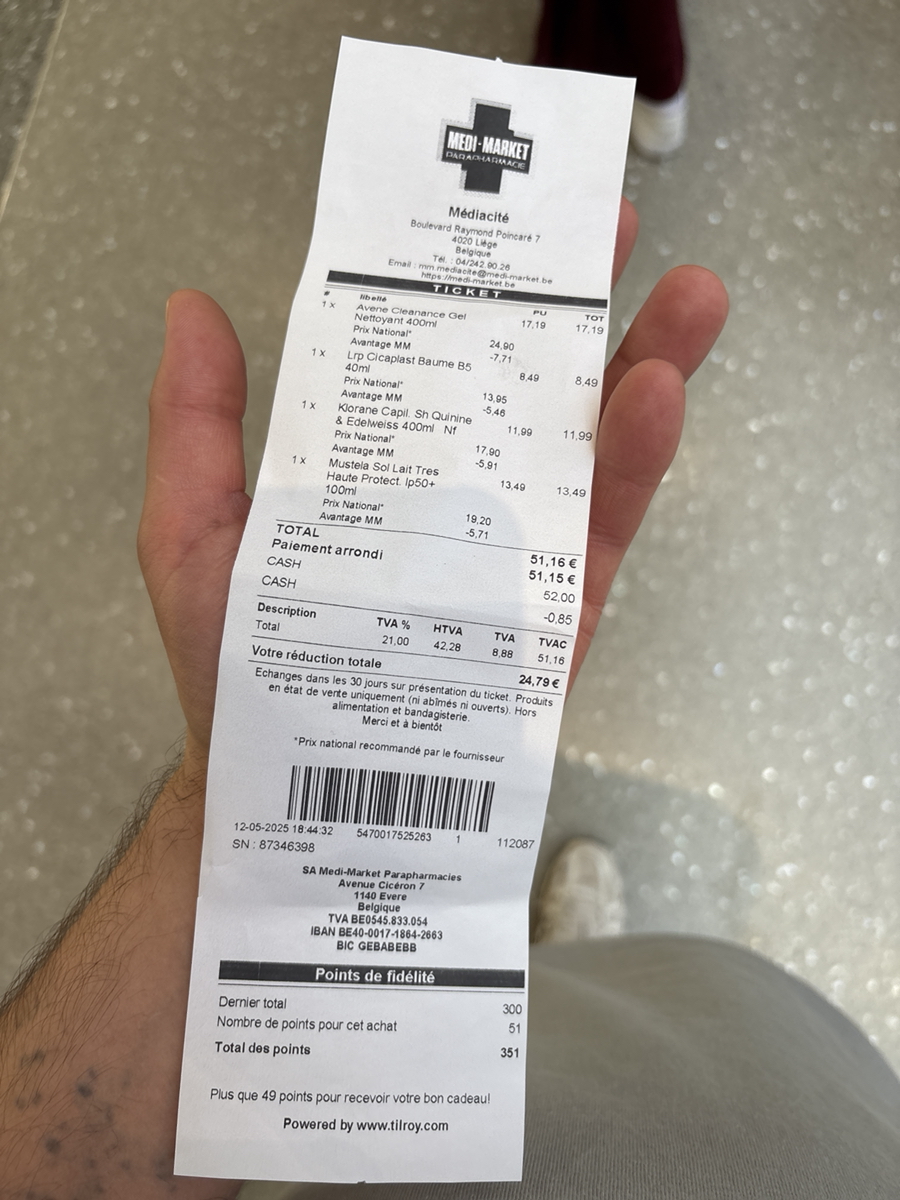 MEDI-MARKET
PARAPHARMACIE
Médiacité
Boulevard Raymond Poincaré 7
4020 Liège
Belgique
Tél. : 04/242.90.26
Email : mm.mediacite@medi-market.be
https://medi-market.be
TICKET
# libellé PU TOT
1 x Avene Cleanance Gel 17,19 17,19
Nettoyant 400ml
Prix National* 24,90
Avantage MM -7,71
1 x Lrp Cicaplast Baume B5 8,49 8,49
40ml
Prix National* 13,95
Avantage MM -5,46
1 x Klorane Capil. Sh Quinine 11,99 11,99
& Edelweiss 400ml Nf
Prix National* 17,90
Avantage MM -5,91
1 x Mustela Sol Lait Tres 13,49 13,49
Haute Protect. Ip50+
100ml
Prix National* 19,20
Avantage MM -5,71
TOTAL 51,16 €
Paiement arrondi 51,15 €
CASH 52,00
CASH -0,85
Description TVA % HTVA TVA TVAC
Total 21,00 42,28 8,88 51,16
Votre réduction totale 24,79 €
Echanges dans les 30 jours sur présentation du ticket. Produits
en état de vente uniquement (ni abîmés ni ouverts). Hors
alimentation et bandagisterie.
Merci et à bientôt
*Prix national recommandé par le fournisseur
12-05-2025 18:44:32 5470017525263 1 112087
SN : 87346398
SA Medi-Market Parapharmacies
Avenue Cicéron 7
1140 Evere
Belgique
TVA BE0545.833.054
IBAN BE40-0017-1864-2663
BIC GEBABEBB
Points de fidélité
Dernier total 300
Nombre de points pour cet achat 51
Total des points 351
Plus que 49 points pour recevoir votre bon cadeau!
Powered by www.tilroy.com